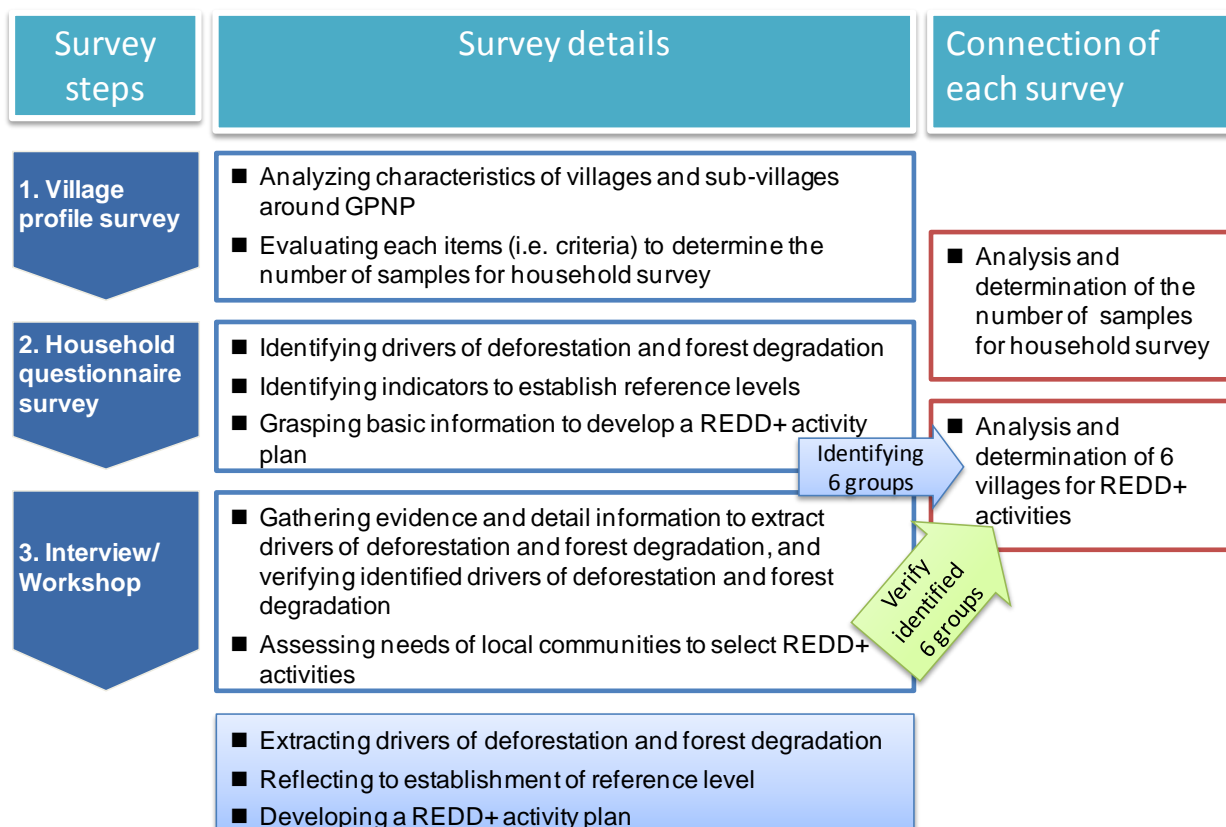 Survey
steps
Survey details
Connection of
each survey
1. Village
profile survey
■ Analyzing characteristics of villages and sub-villages
around GPNP
■ Evaluating each items (i.e. criteria) to determine the
number of samples for household survey
■ Analysis and
determination of the
number of samples
for household survey
2. Household
questionnaire
survey
■ Identifying drivers of deforestation and forest degradation
■ Identifying indicators to establish reference levels
■ Grasping basic information to develop a REDD+ activity
plan
Identifying
6 groups
■ Analysis and
determination of 6
villages for REDD+
activities
3. Interview/
Workshop
■ Gathering evidence and detail information to extract
drivers of deforestation and forest degradation, and
verifying identified drivers of deforestation and forest
degradation
■ Assessing needs of local communities to select REDD+
activities
Verify
identified
6 groups
■ Extracting drivers of deforestation and forest degradation
■ Reflecting to establishment of reference level
■ Developing a REDD+ activity plan